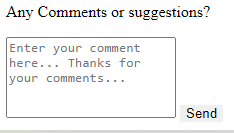 Any Comments or suggestions?
Enter your comment
here... Thanks for
your comments...
Send